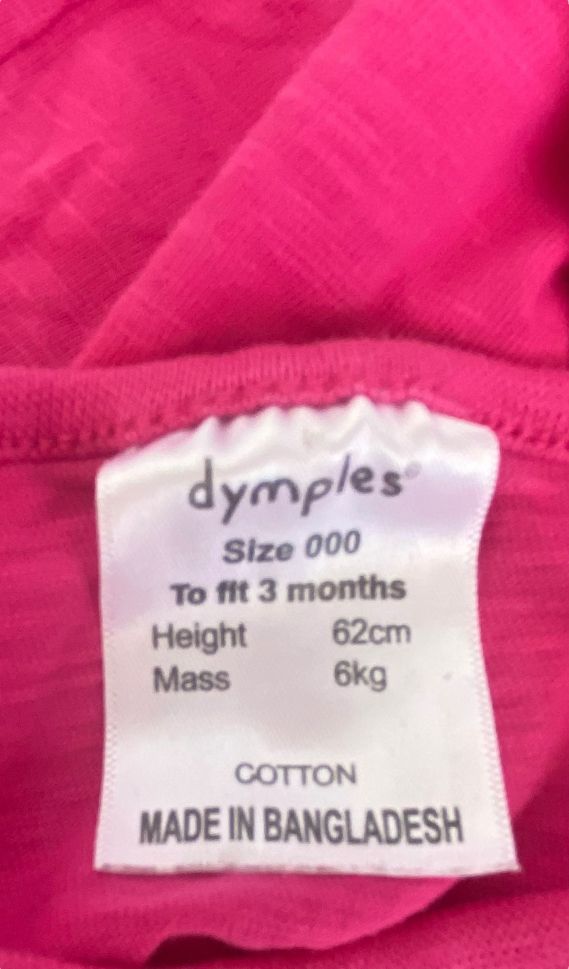 dymples®
Size 000
To fit 3 months
Height 62cm
Mass 6kg
COTTON
MADE IN BANGLADESH